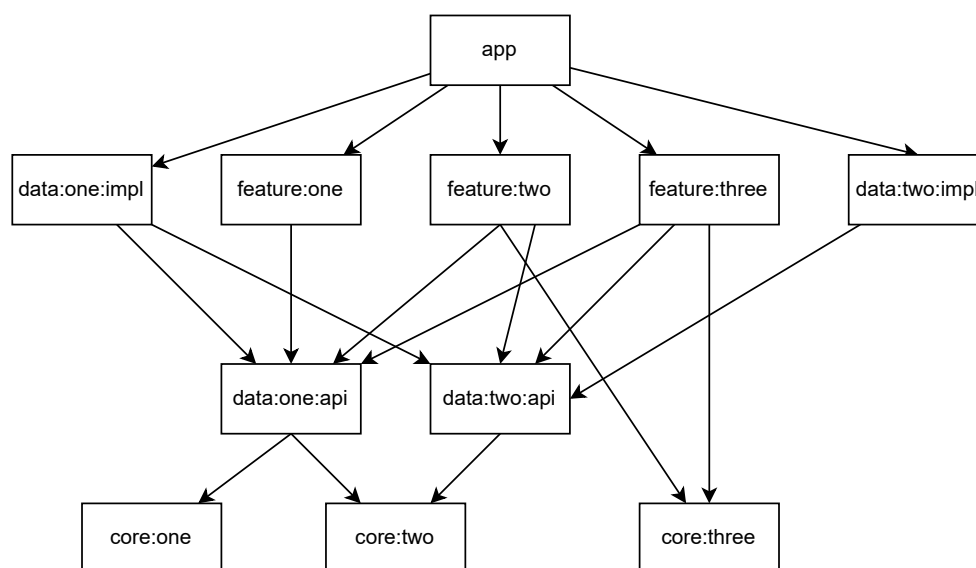 app
data:one:impl
feature:one
feature:two
feature:three
data:two:impl
data:one:api
data:two:api
core:one
core:two
core:three